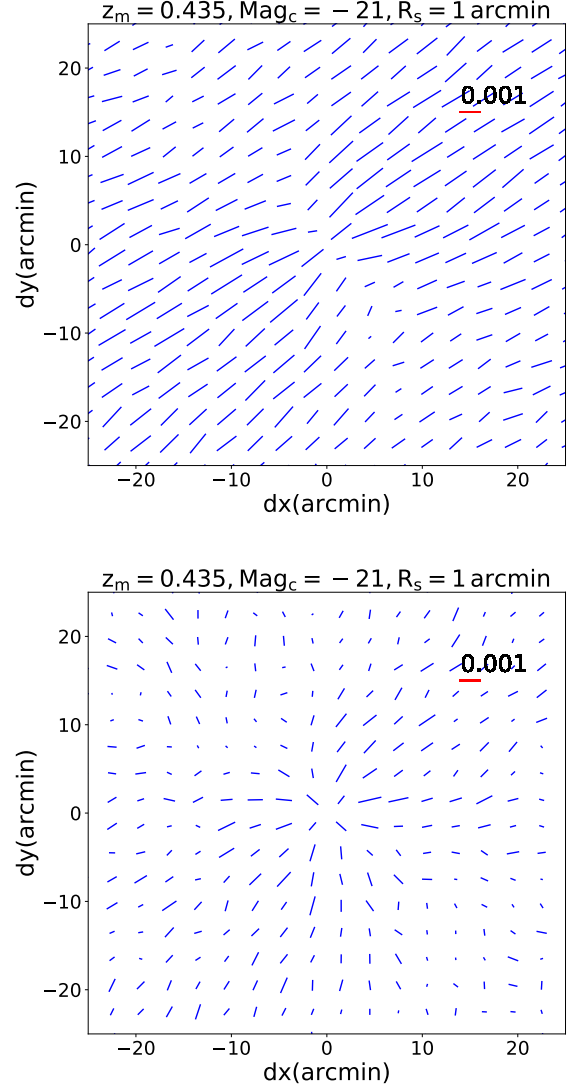 z_m = 0.435, Mag_c = −21, R_s = 1 arcmin
20
10
0
−10
−20
dy(arcmin)
0.001
−20 −10 0 10 20
dx(arcmin)
z_m = 0.435, Mag_c = −21, R_s = 1 arcmin
20
10
0
−10
−20
dy(arcmin)
0.001
−20 −10 0 10 20
dx(arcmin)